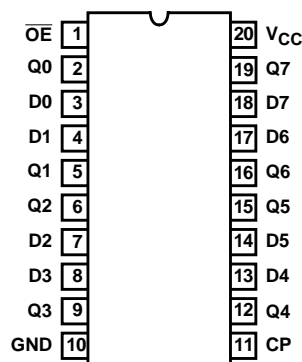 O̅E̅ 1 20 VCC
Q0 2 19 Q7
D0 3 18 D7
D1 4 17 D6
Q1 5 16 Q6
Q2 6 15 Q5
D2 7 14 D5
D3 8 13 D4
Q3 9 12 Q4
GND 10 11 CP